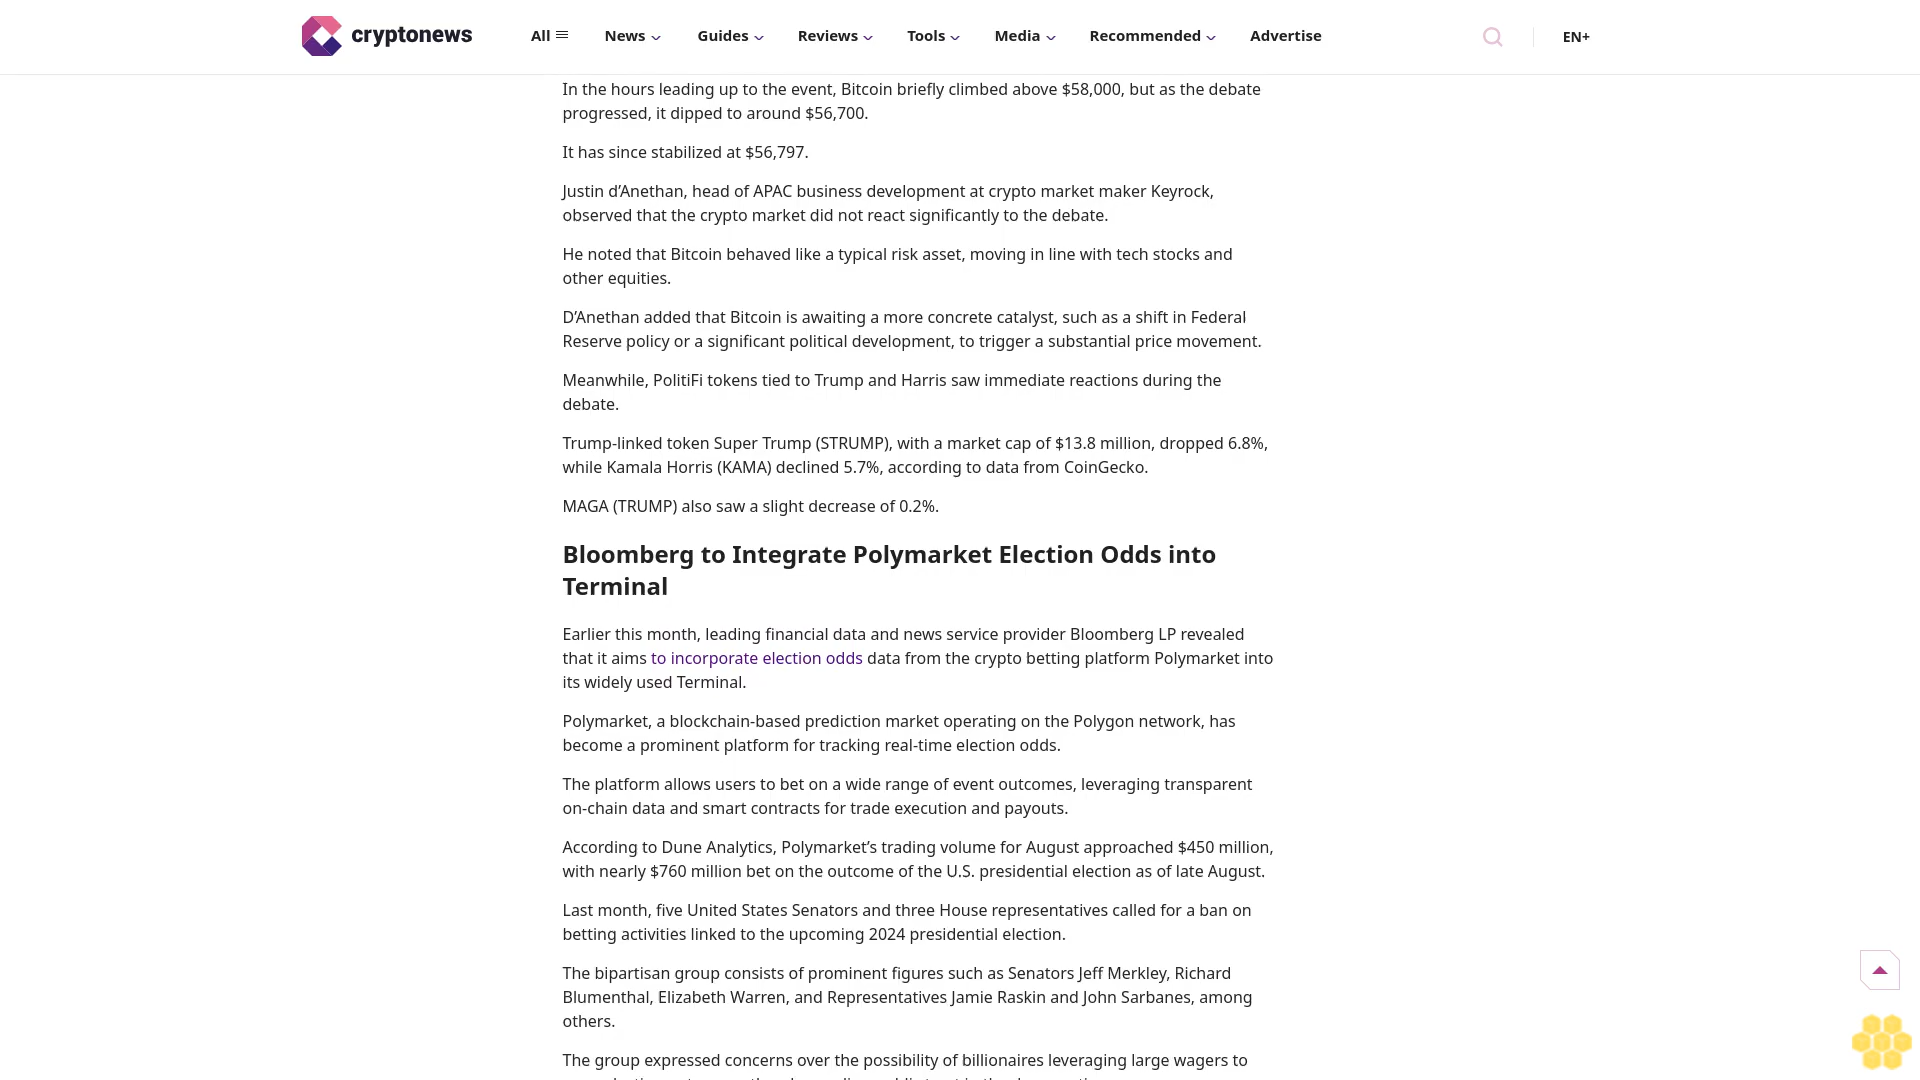 cryptonews
All
News
Guides
Reviews
Tools
Media
Recommended
Advertise
EN+
In the hours leading up to the event, Bitcoin briefly climbed above $58,000, but as the debate
progressed, it dipped to around $56,700.
It has since stabilized at $56,797.
Justin d’Anethan, head of APAC business development at crypto market maker Keyrock,
observed that the crypto market did not react significantly to the debate.
He noted that Bitcoin behaved like a typical risk asset, moving in line with tech stocks and
other equities.
D’Anethan added that Bitcoin is awaiting a more concrete catalyst, such as a shift in Federal
Reserve policy or a significant political development, to trigger a substantial price movement.
Meanwhile, PolitiFi tokens tied to Trump and Harris saw immediate reactions during the
debate.
Trump-linked token Super Trump (STRUMP), with a market cap of $13.8 million, dropped 6.8%,
while Kamala Horris (KAMA) declined 5.7%, according to data from CoinGecko.
MAGA (TRUMP) also saw a slight decrease of 0.2%.
Bloomberg to Integrate Polymarket Election Odds into
Terminal
Earlier this month, leading financial data and news service provider Bloomberg LP revealed
that it aims to incorporate election odds data from the crypto betting platform Polymarket into
its widely used Terminal.
Polymarket, a blockchain-based prediction market operating on the Polygon network, has
become a prominent platform for tracking real-time election odds.
The platform allows users to bet on a wide range of event outcomes, leveraging transparent
on-chain data and smart contracts for trade execution and payouts.
According to Dune Analytics, Polymarket’s trading volume for August approached $450 million,
with nearly $760 million bet on the outcome of the U.S. presidential election as of late August.
Last month, five United States Senators and three House representatives called for a ban on
betting activities linked to the upcoming 2024 presidential election.
The bipartisan group consists of prominent figures such as Senators Jeff Merkley, Richard
Blumenthal, Elizabeth Warren, and Representatives Jamie Raskin and John Sarbanes, among
others.
The group expressed concerns over the possibility of billionaires leveraging large wagers to